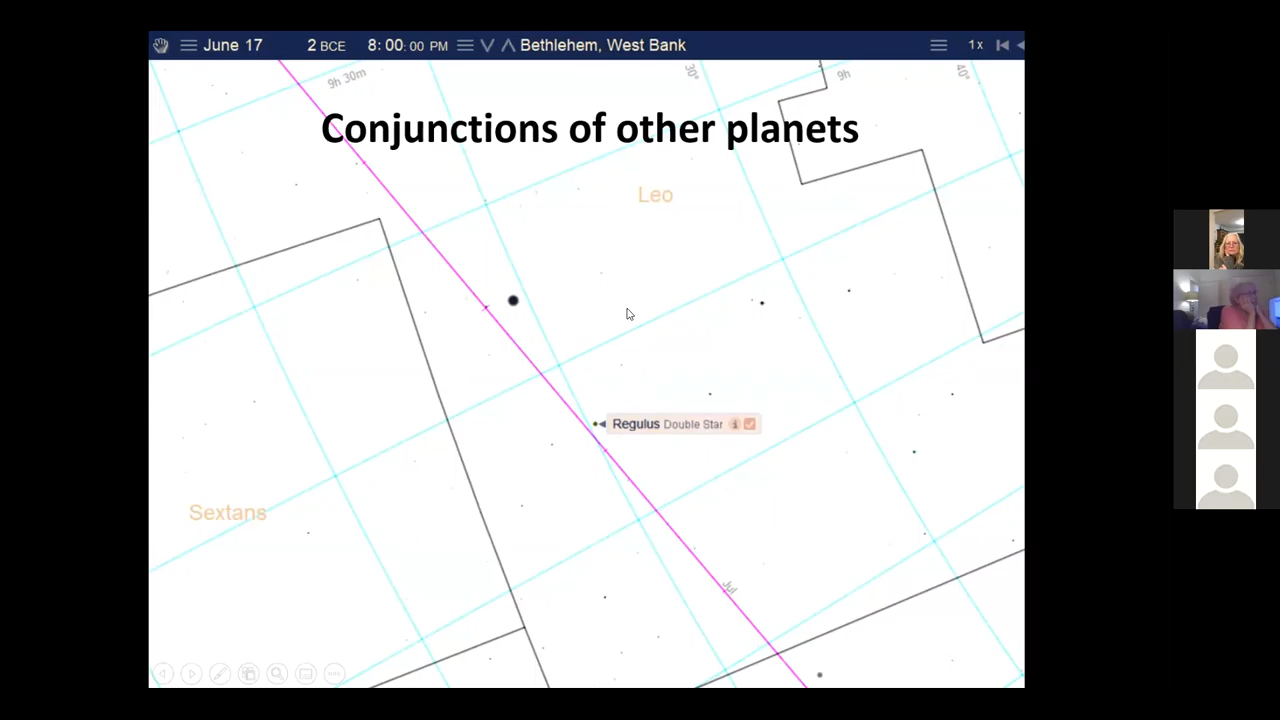 June 17 2 BCE 8:00:00 PM Bethlehem, West Bank 1x
9h 30m 30° 9h 40°
Conjunctions of other planets
Leo
Regulus Double Star i
Sextans
Jul